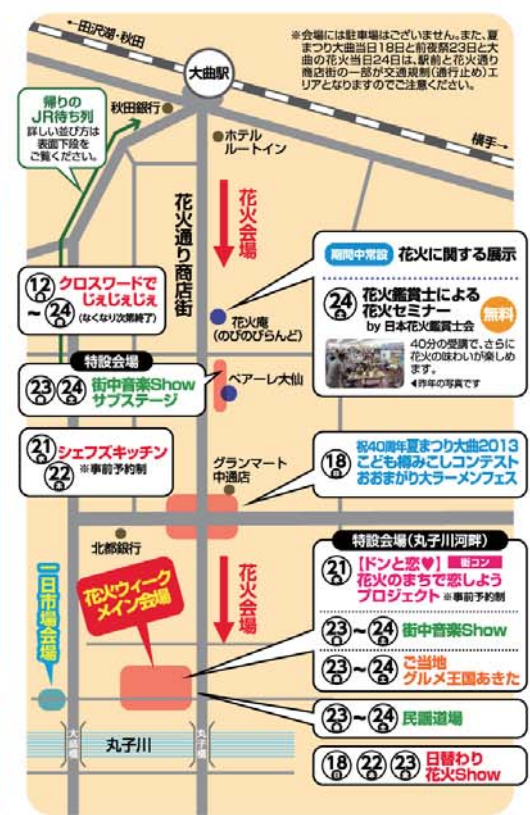 ←田沢湖・秋田
※会場には駐車場はございません。また、夏
まつり大曲当日18日と前夜祭23日と大
曲の花火当日24日は、駅前と花火通り
商店街の一部が交通規制(通行止め)エ
リアとなりますのでご注意ください。
大曲駅
横手→
秋田銀行
帰りの
JR待ち列
詳しい並び方は
表面下段を
ご覧ください。
ホテル
ルートイン
花火会場
花火通り商店街
期間中常設 花火に関する展示
24 花火鑑賞士による
花火セミナー
by 日本花火鑑賞士会
無料
40分の受講で、さらに
花火の味わいが楽しめ
ます。
◀昨年の写真です
12
〜24
クロスワードで
じぇじぇじぇ
(なくなり次第終了)
花火庵
(のびのびらんど)
特設会場
23 24 街中音楽Show
サブステージ
ペアーレ大仙
21
22
シェフズキッチン
※事前予約制
グランマート
中通店
18 祝40周年夏まつり大曲2013
こども樽みこしコンテスト
おおまがり大ラーメンフェス
北都銀行
花火ウィーク
メイン会場
花火会場
一日市場会場
特設会場(丸子川河畔)
21 【ドンと恋♥】 街コン
花火のまちで恋しよう
プロジェクト ※事前予約制
23〜24 街中音楽Show
23〜24 ご当地
グルメ王国あきた
23〜24 民謡道場
18 22 23 日替わり
花火Show
大盛橋
丸子川
丸子橋